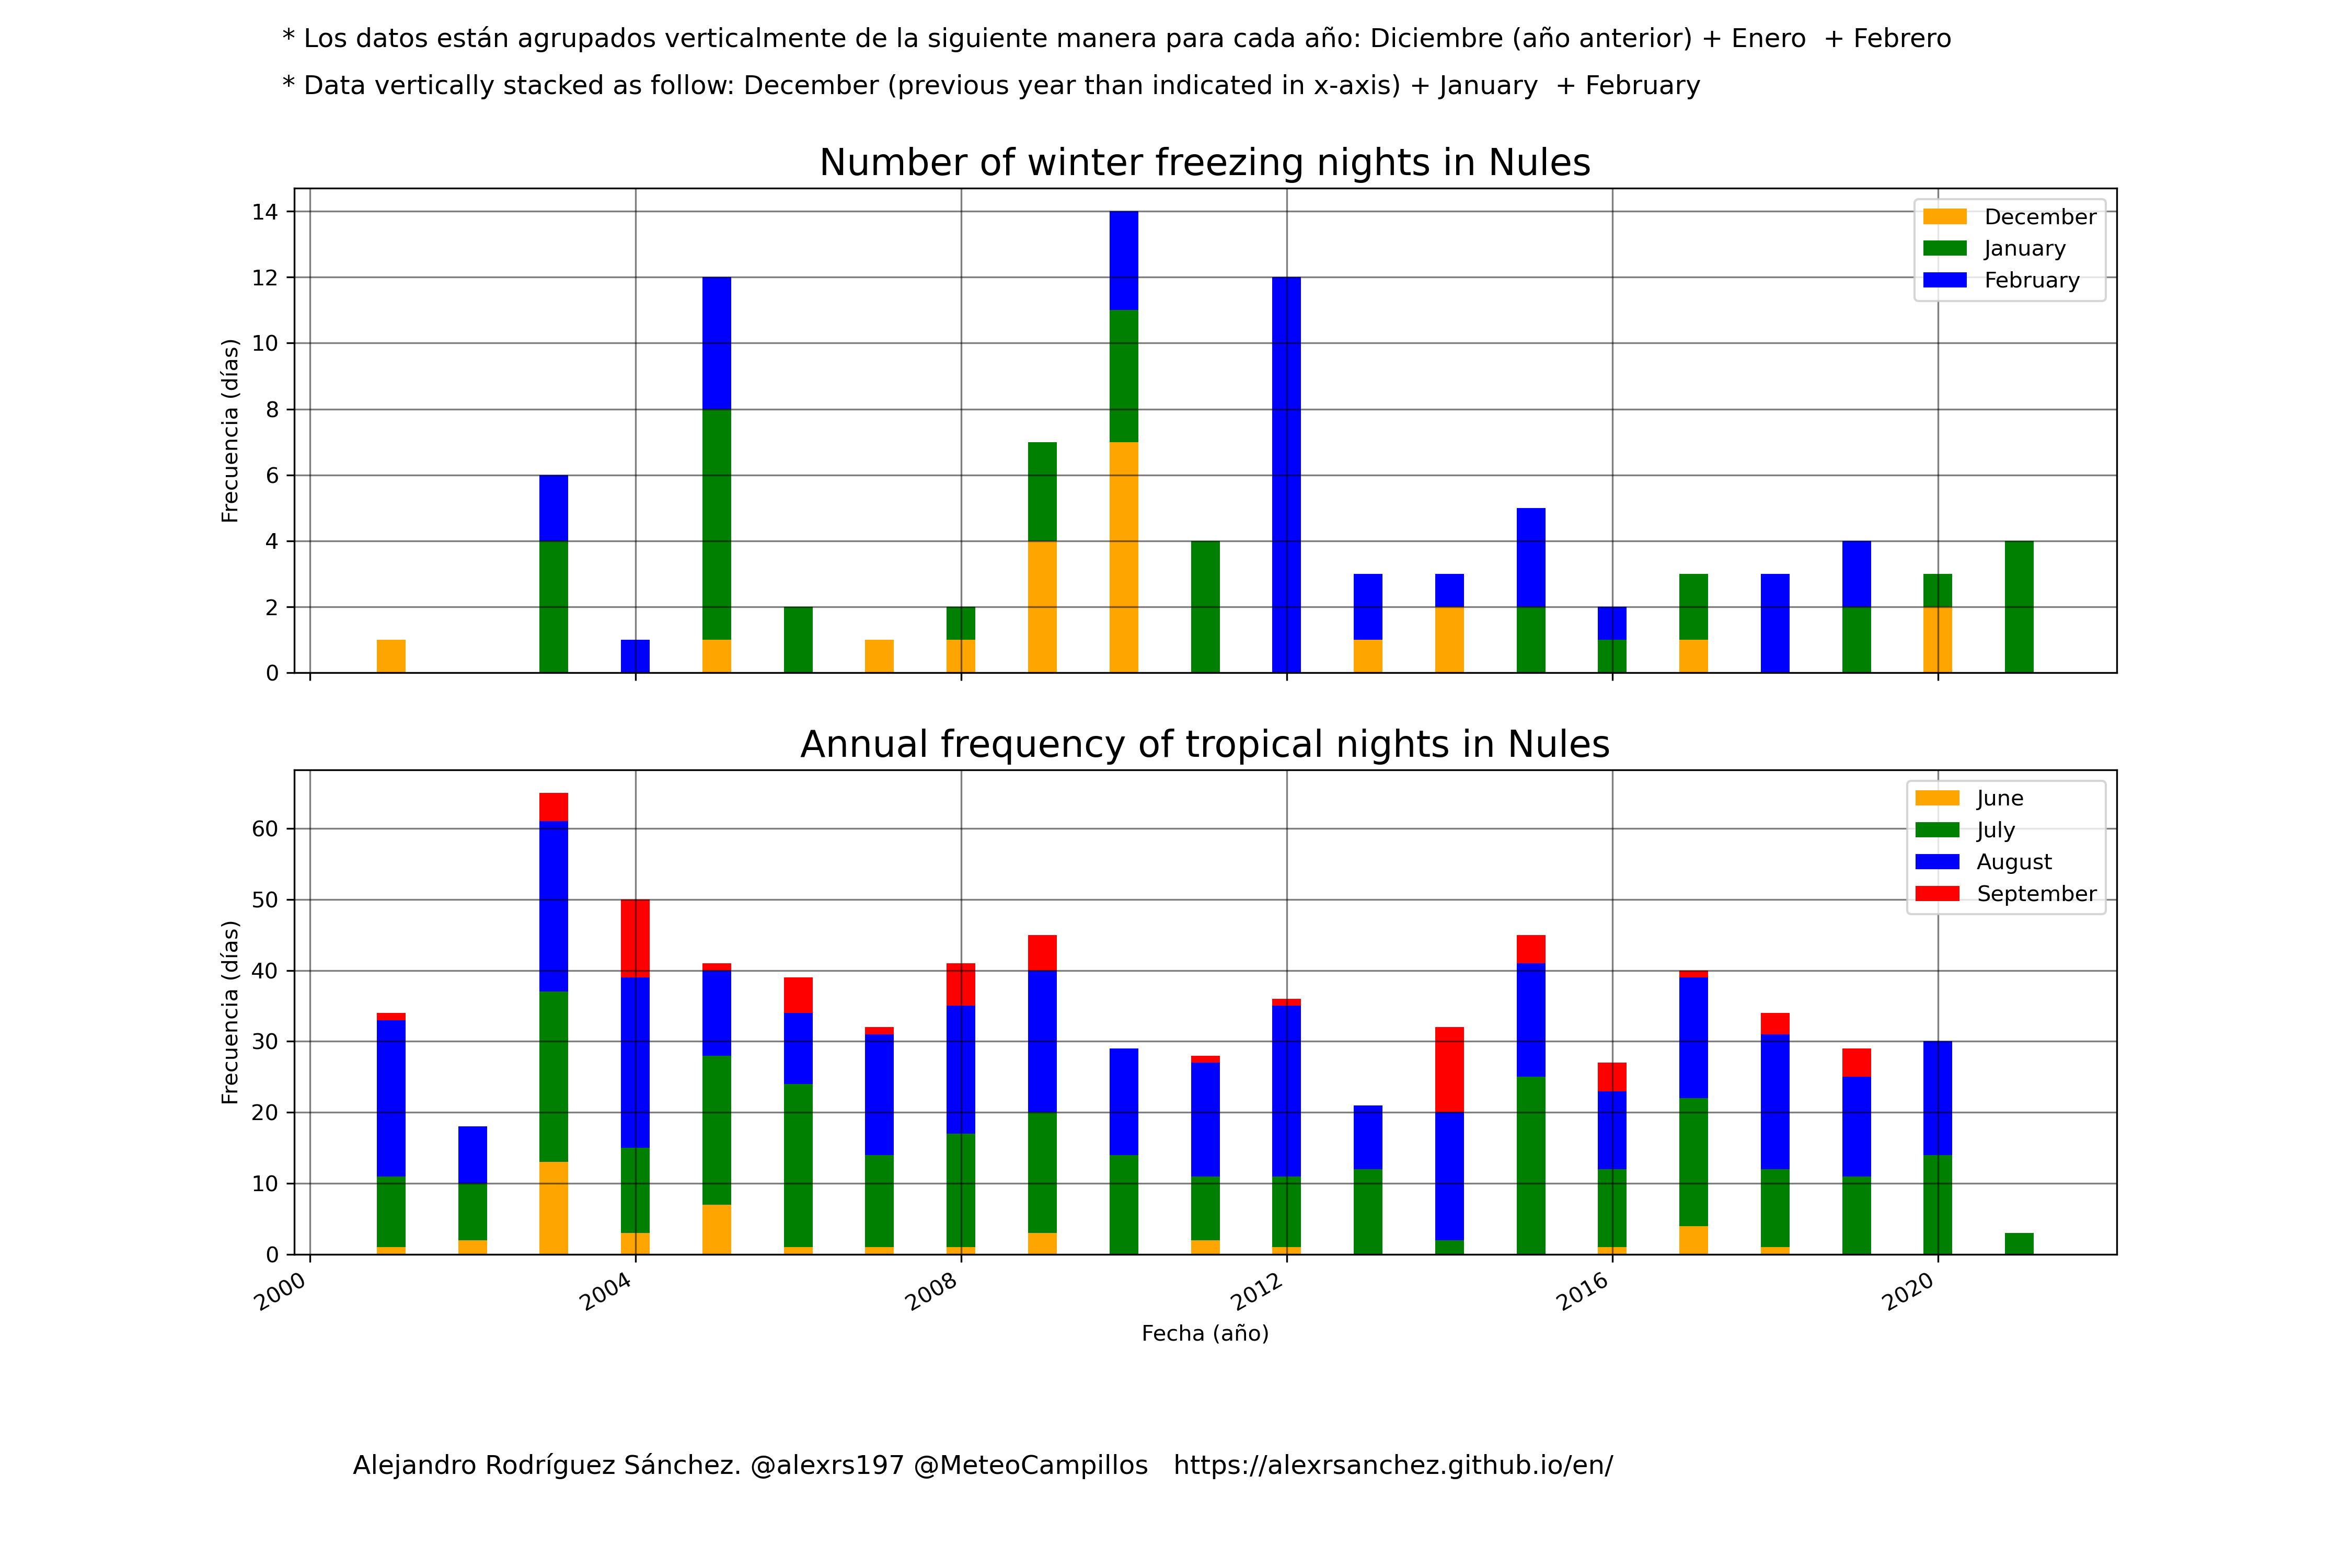 * Los datos están agrupados verticalmente de la siguiente manera para cada año: Diciembre (año anterior) + Enero  + Febrero
* Data vertically stacked as follow: December (previous year than indicated in x-axis) + January  + February
Number of winter freezing nights in Nules
Frecuencia (días)
14
12
10
8
6
4
2
0
December
January
February
Annual frequency of tropical nights in Nules
Frecuencia (días)
60
50
40
30
20
10
0
June
July
August
September
2000 2004 2008 2012 2016 2020
Fecha (año)
Alejandro Rodríguez Sánchez. @alexrs197 @MeteoCampillos   https://alexrsanchez.github.io/en/